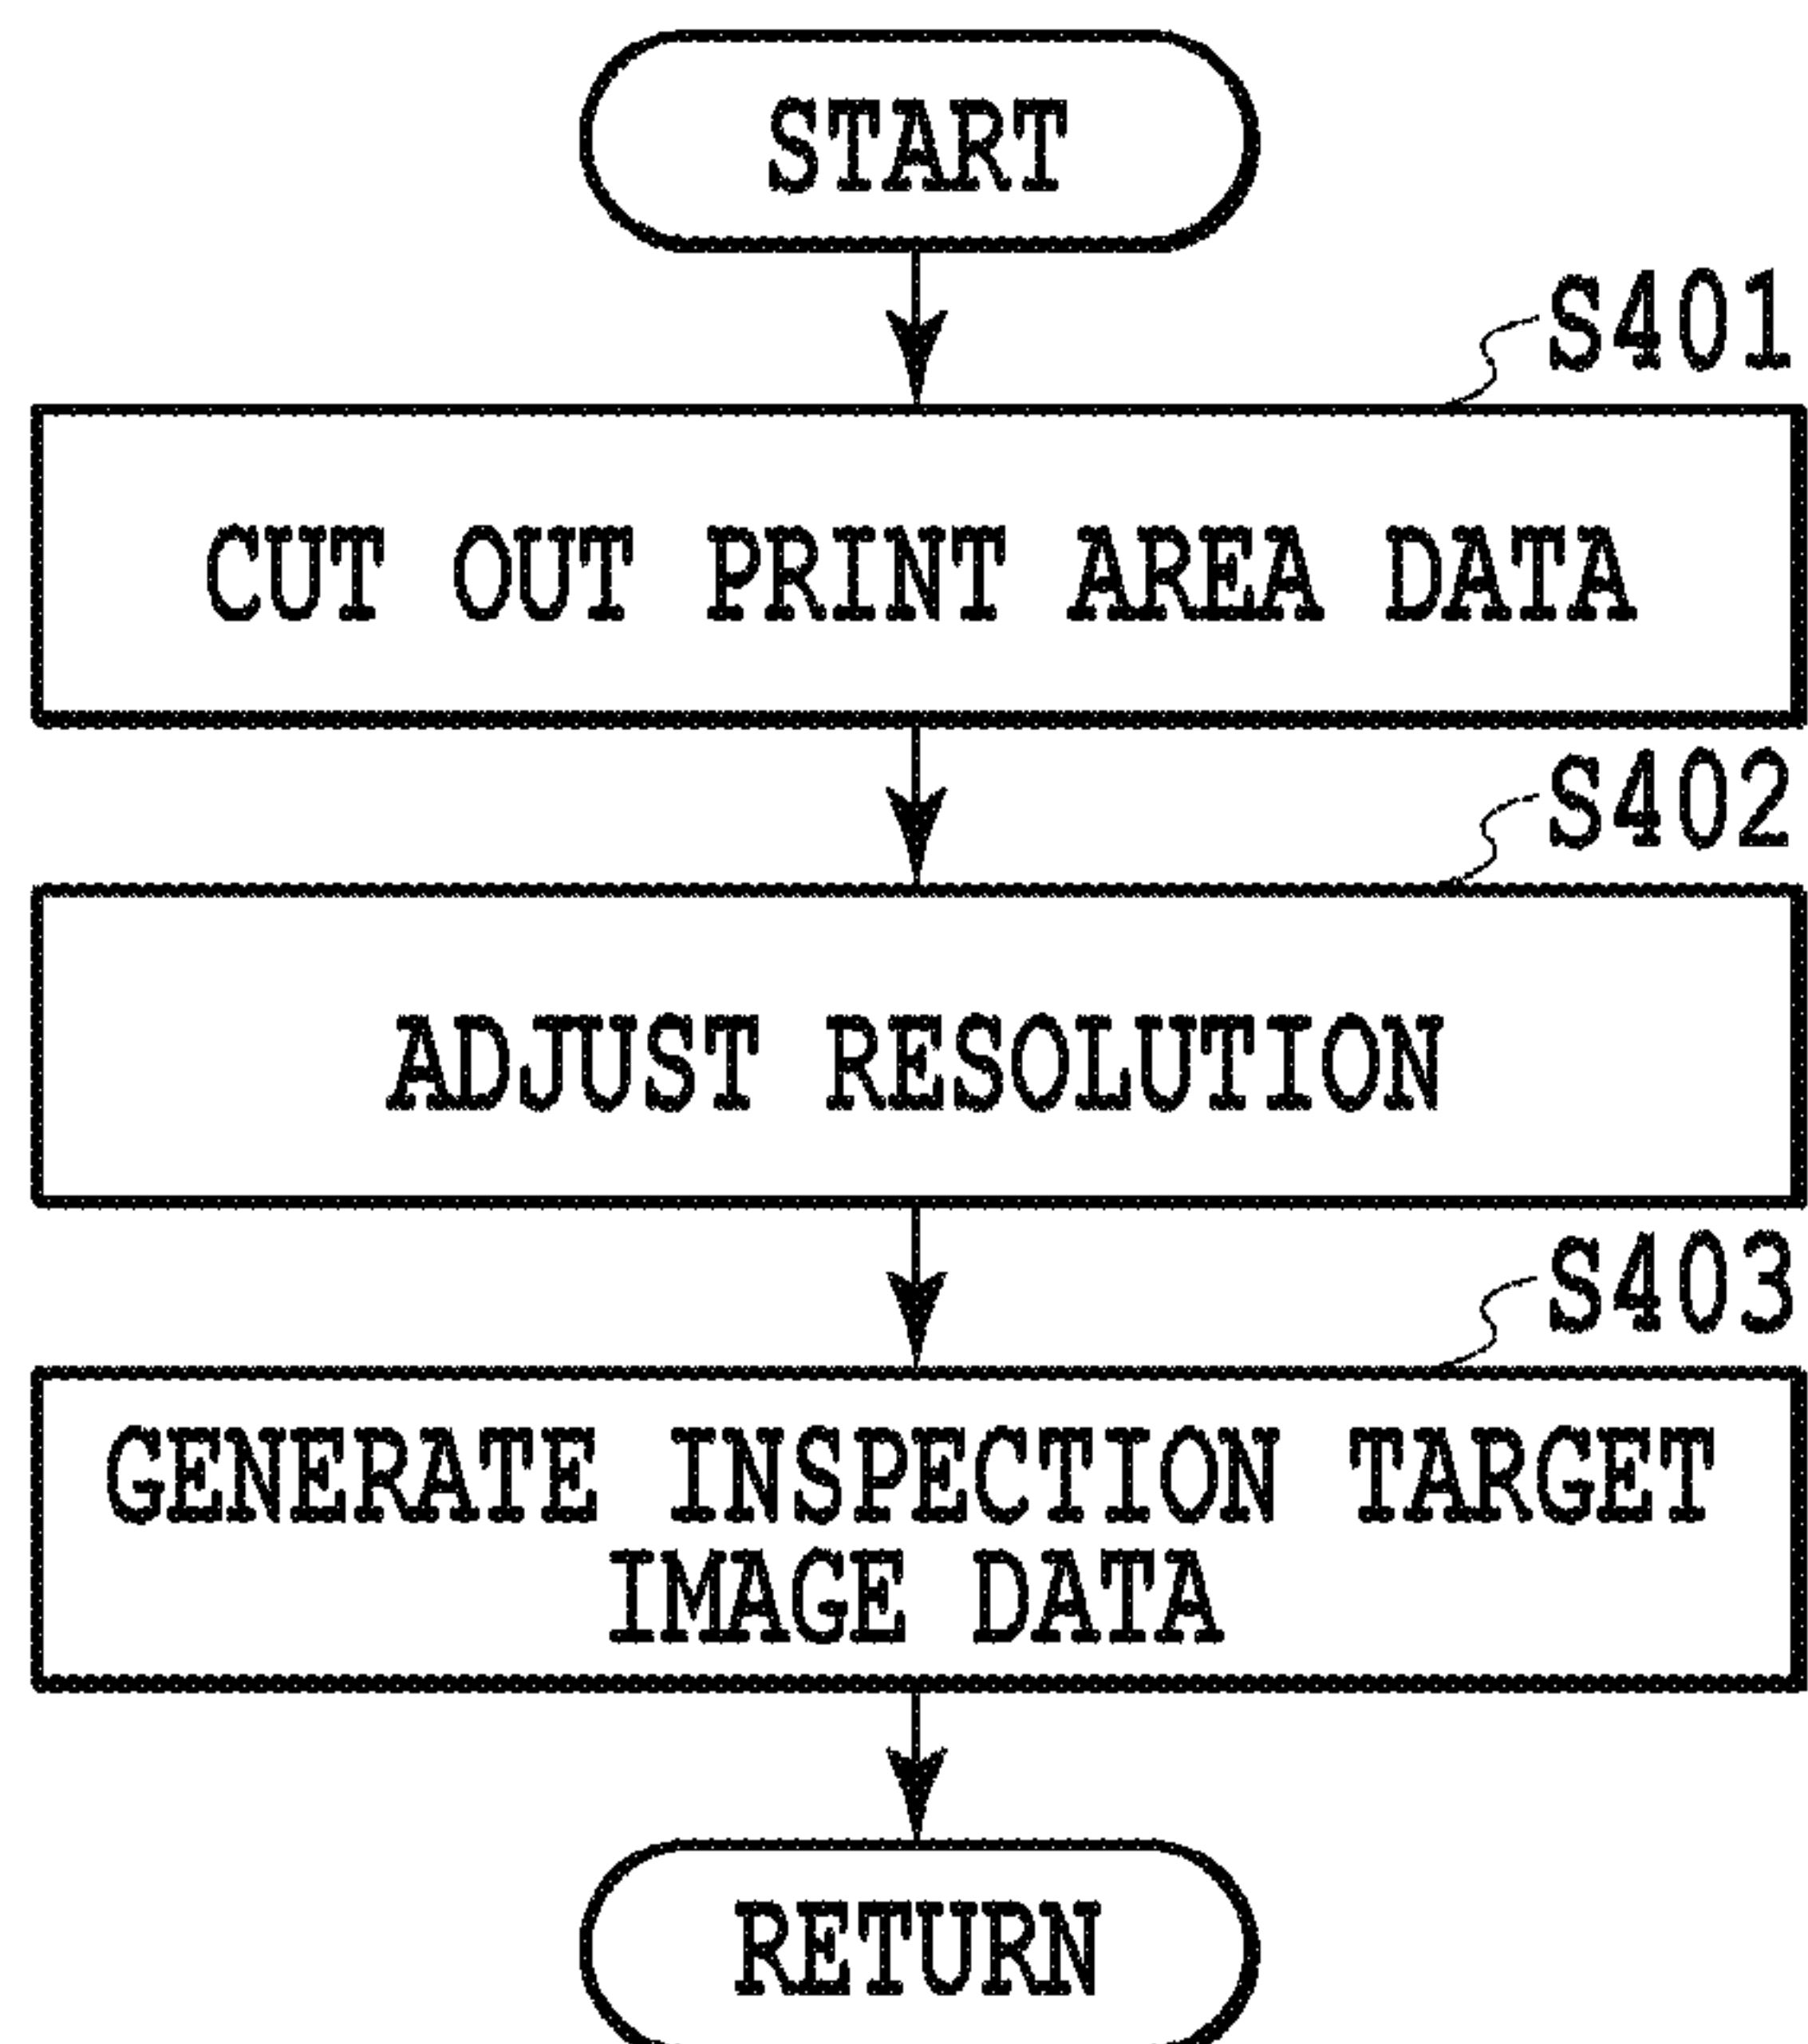 START
S401
CUT OUT PRINT AREA DATA
S402
ADJUST RESOLUTION
S403
GENERATE INSPECTION TARGET
IMAGE DATA
RETURN